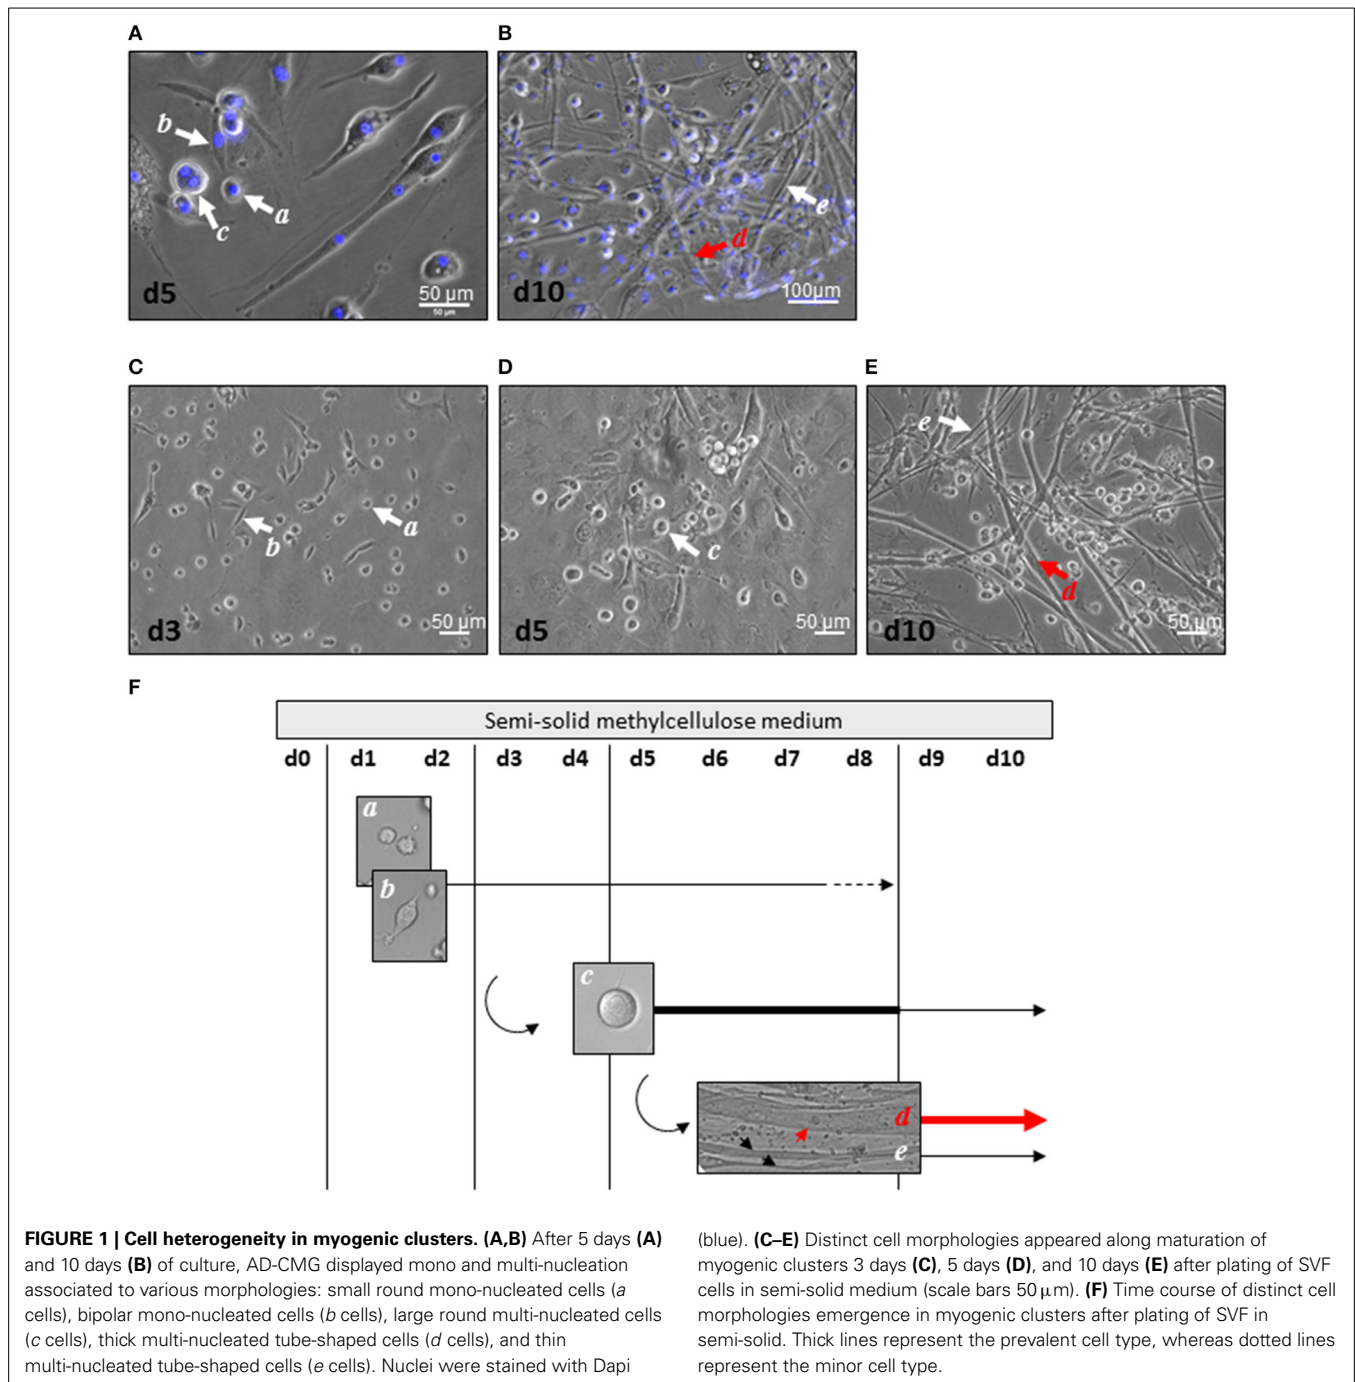 A
B
b
a
c
d5
50 µm
50 µm
e
d
d10
100µm
C
D
E
b
a
d3
50 µm
c
d5
50 µm
e
d
d10
50 µm
F
Semi-solid methylcellulose medium
d0 d1 d2 d3 d4 d5 d6 d7 d8 d9 d10
a
b
c
d
e
FIGURE 1 | Cell heterogeneity in myogenic clusters. (A,B) After 5 days (A)
and 10 days (B) of culture, AD-CMG displayed mono and multi-nucleation
associated to various morphologies: small round mono-nucleated cells (a
cells), bipolar mono-nucleated cells (b cells), large round multi-nucleated cells
(c cells), thick multi-nucleated tube-shaped cells (d cells), and thin
multi-nucleated tube-shaped cells (e cells). Nuclei were stained with Dapi
(blue). (C–E) Distinct cell morphologies appeared along maturation of
myogenic clusters 3 days (C), 5 days (D), and 10 days (E) after plating of SVF
cells in semi-solid medium (scale bars 50 µm). (F) Time course of distinct cell
morphologies emergence in myogenic clusters after plating of SVF in
semi-solid. Thick lines represent the prevalent cell type, whereas dotted lines
represent the minor cell type.